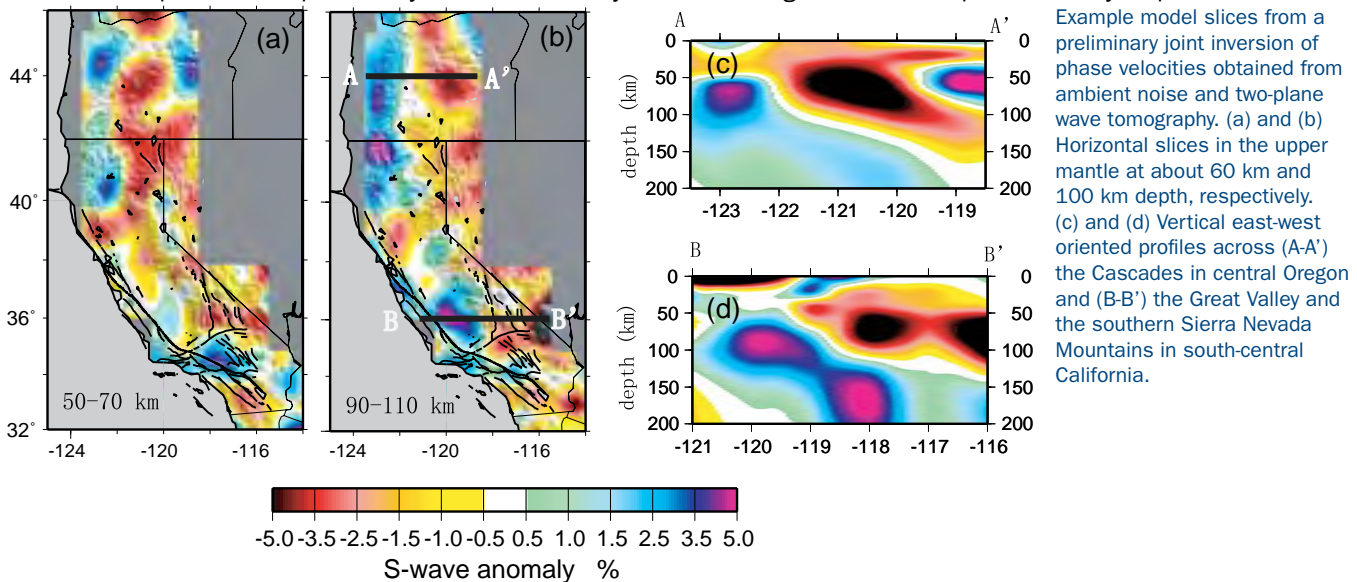 (a)
(b)
A
A'
B
B'
44°
40°
36°
32°
50-70 km
90-110 km
-124 -120 -116
-124 -120 -116
A
A'
(c)
depth (km)
0
50
100
150
200
0
50
100
150
200
-123 -122 -121 -120 -119
B
B'
(d)
depth (km)
0
50
100
150
200
0
50
100
150
200
-121 -120 -119 -118 -117 -116
-5.0 -3.5 -2.5 -1.5 -1.0 -0.5 0.5 1.0 1.5 2.5 3.5 5.0
S-wave anomaly %
Example model slices from a
preliminary joint inversion of
phase velocities obtained from
ambient noise and two-plane
wave tomography. (a) and (b)
Horizontal slices in the upper
mantle at about 60 km and
100 km depth, respectively.
(c) and (d) Vertical east-west
oriented profiles across (A-A')
the Cascades in central Oregon
and (B-B') the Great Valley and
the southern Sierra Nevada
Mountains in south-central
California.